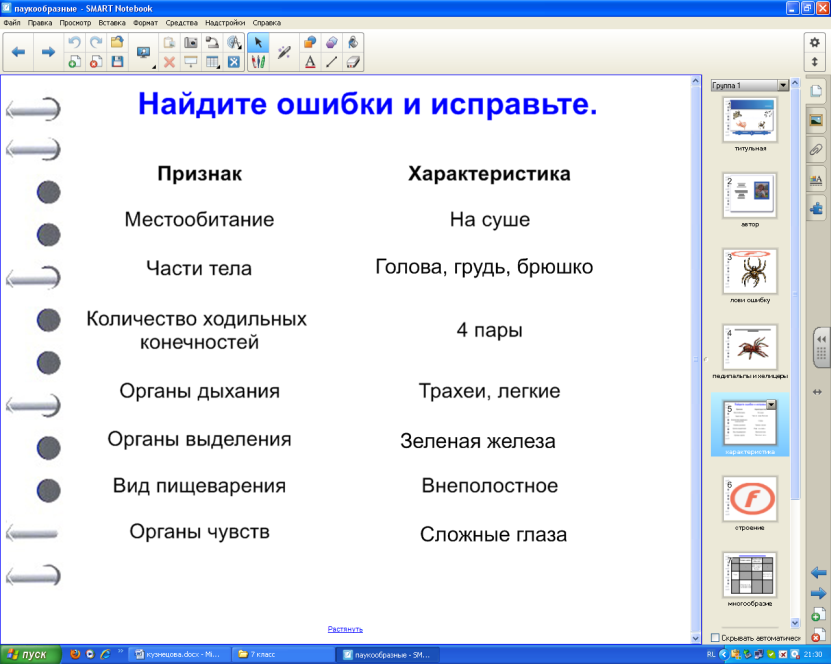 паукообразные - SMART Notebook
Файл Правка Просмотр Вставка Формат Средства Надстройки Справка
Найдите ошибки и исправьте.
Признак Характеристика
Местообитание На суше
Части тела Голова, грудь, брюшко
Количество ходильных
конечностей 4 пары
Органы дыхания Трахеи, легкие
Органы выделения Зеленая железа
Вид пищеварения Внеполостное
Органы чувств Сложные глаза
Растянуть
Группа 1
титульная
2
автор
3
лови ошибку
4
педипальпы и хелицеры
5
характеристика
6
строение
7
многообразие
Скрывать автоматическ
пуск
кузнецова.docx - Mi...
7 класс
паукообразные - SM...
RL
21:30